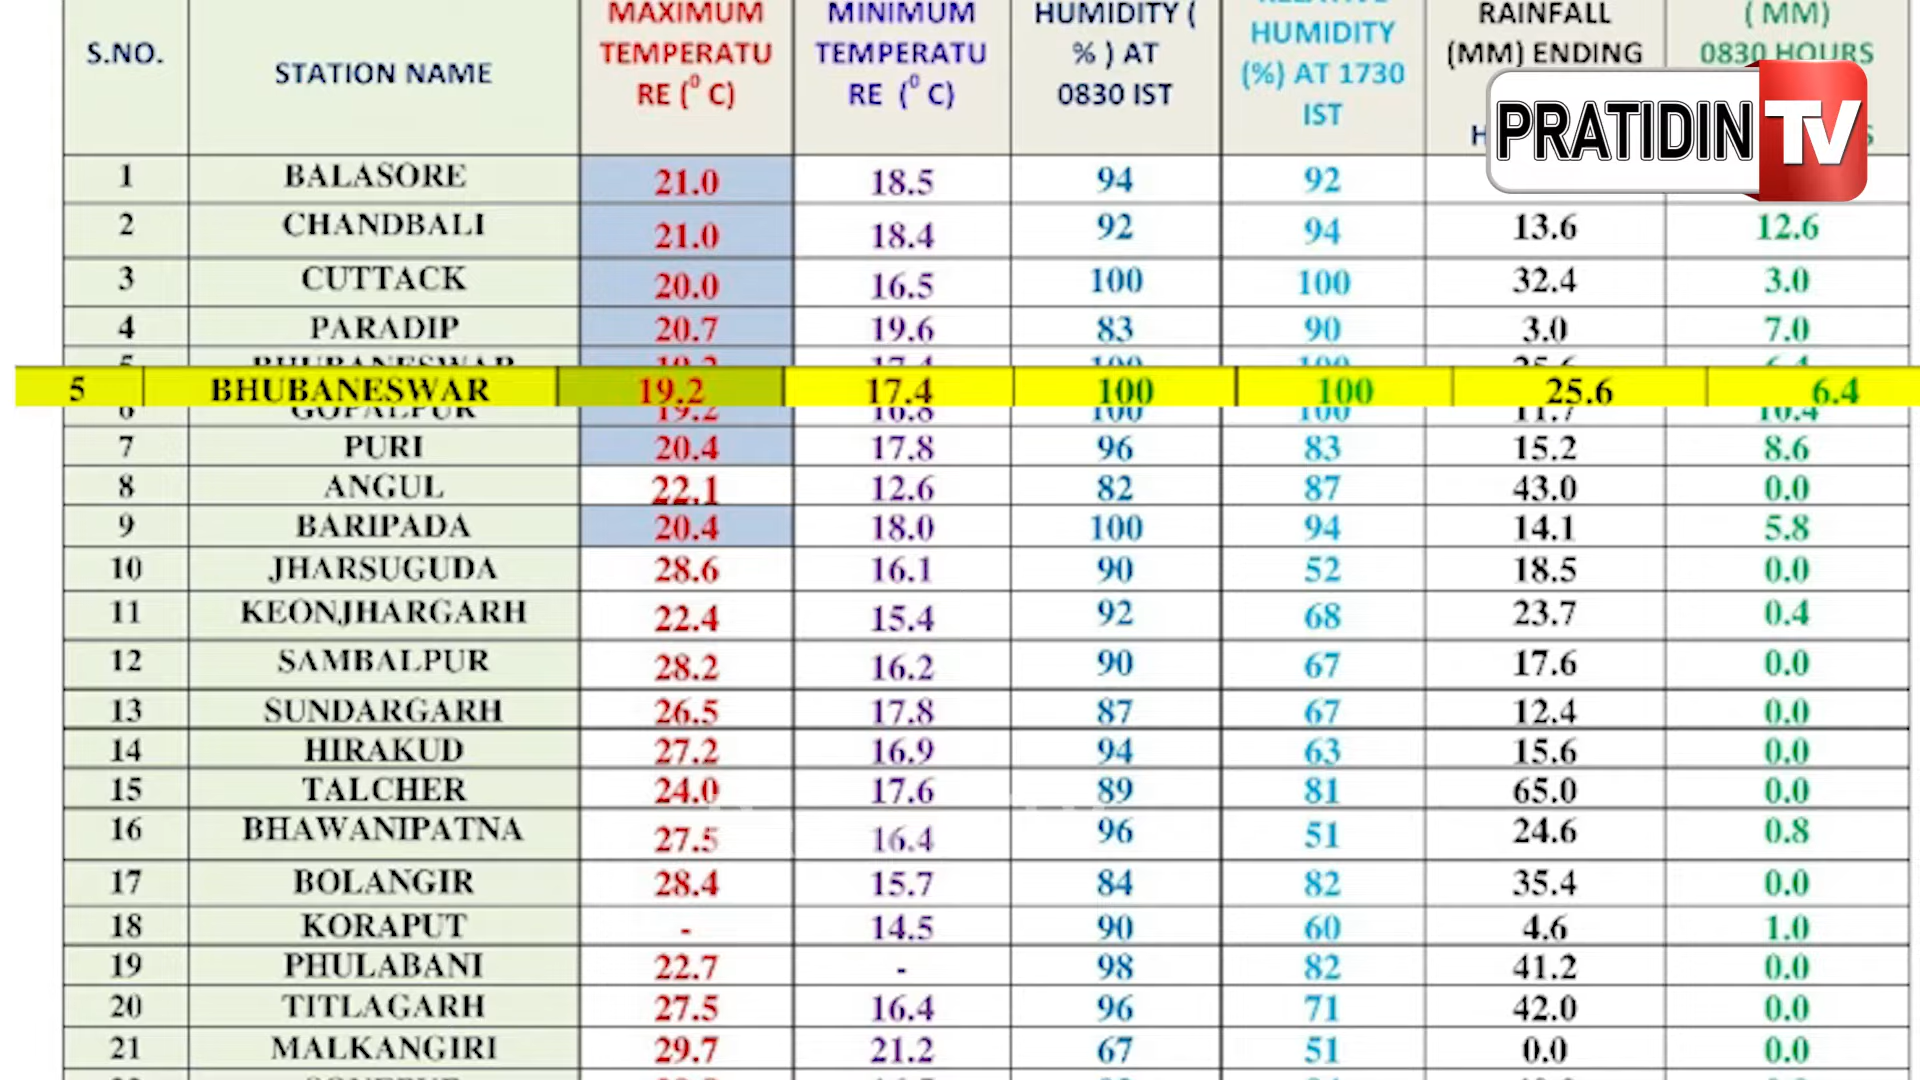 S.NO.
STATION NAME
MAXIMUM
TEMPERATU
RE (⁰ C)
MINIMUM
TEMPERATU
RE (⁰ C)
HUMIDITY (
% ) AT
0830 IST
HUMIDITY
(%) AT 1730
IST
RAINFALL
(MM) ENDING
( MM)
0830 HOURS
PRATIDIN TV
1 BALASORE 21.0 18.5 94 92
2 CHANDBALI 21.0 18.4 92 94 13.6 12.6
3 CUTTACK 20.0 16.5 100 100 32.4 3.0
4 PARADIP 20.7 19.6 83 90 3.0 7.0
5 BHUBANESWAR 19.2 17.4 100 100 25.6 6.4
6 GOPALPUR 19.2 16.8 100 100 11.7 10.4
7 PURI 20.4 17.8 96 83 15.2 8.6
8 ANGUL 22.1 12.6 82 87 43.0 0.0
9 BARIPADA 20.4 18.0 100 94 14.1 5.8
10 JHARSUGUDA 28.6 16.1 90 52 18.5 0.0
11 KEONJHARGARH 22.4 15.4 92 68 23.7 0.4
12 SAMBALPUR 28.2 16.2 90 67 17.6 0.0
13 SUNDARGARH 26.5 17.8 87 67 12.4 0.0
14 HIRAKUD 27.2 16.9 94 63 15.6 0.0
15 TALCHER 24.0 17.6 89 81 65.0 0.0
16 BHAWANIPATNA 27.5 16.4 96 51 24.6 0.8
17 BOLANGIR 28.4 15.7 84 82 35.4 0.0
18 KORAPUT - 14.5 90 60 4.6 1.0
19 PHULABANI 22.7 - 98 82 41.2 0.0
20 TITLAGARH 27.5 16.4 96 71 42.0 0.0
21 MALKANGIRI 29.7 21.2 67 51 0.0 0.0